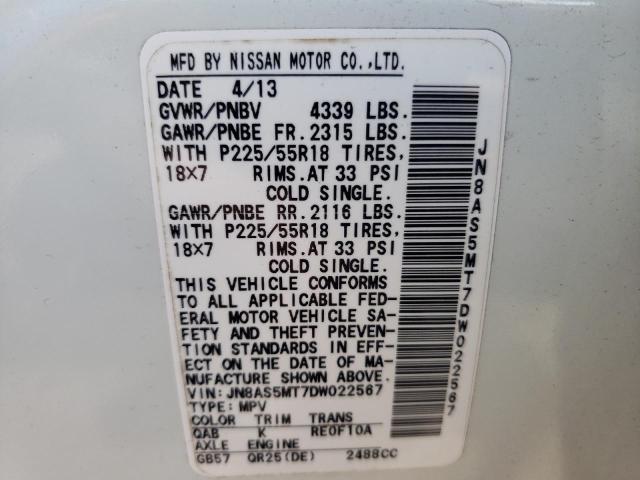 MFD BY NISSAN MOTOR CO.,LTD.
DATE 4/13
GVWR/PNBV 4339 LBS.
GAWR/PNBE FR.2315 LBS.
WITH P225/55R18 TIRES,
18×7 RIMS.AT 33 PSI
COLD SINGLE.
GAWR/PNBE RR.2116 LBS.
WITH P225/55R18 TIRES,
18×7 RIMS.AT 33 PSI
COLD SINGLE.
THIS VEHICLE CONFORMS
TO ALL APPLICABLE FED-
ERAL MOTOR VEHICLE SA-
FETY AND THEFT PREVEN-
TION STANDARDS IN EFF-
ECT ON THE DATE OF MA-
NUFACTURE SHOWN ABOVE.
VIN: JN8AS5MT7DW022567
TYPE: MPV
COLOR TRIM TRANS
QAB K RE0F10A
AXLE ENGINE
GB57 QR25(DE) 2488CC
JN8AS5MT7DW022567